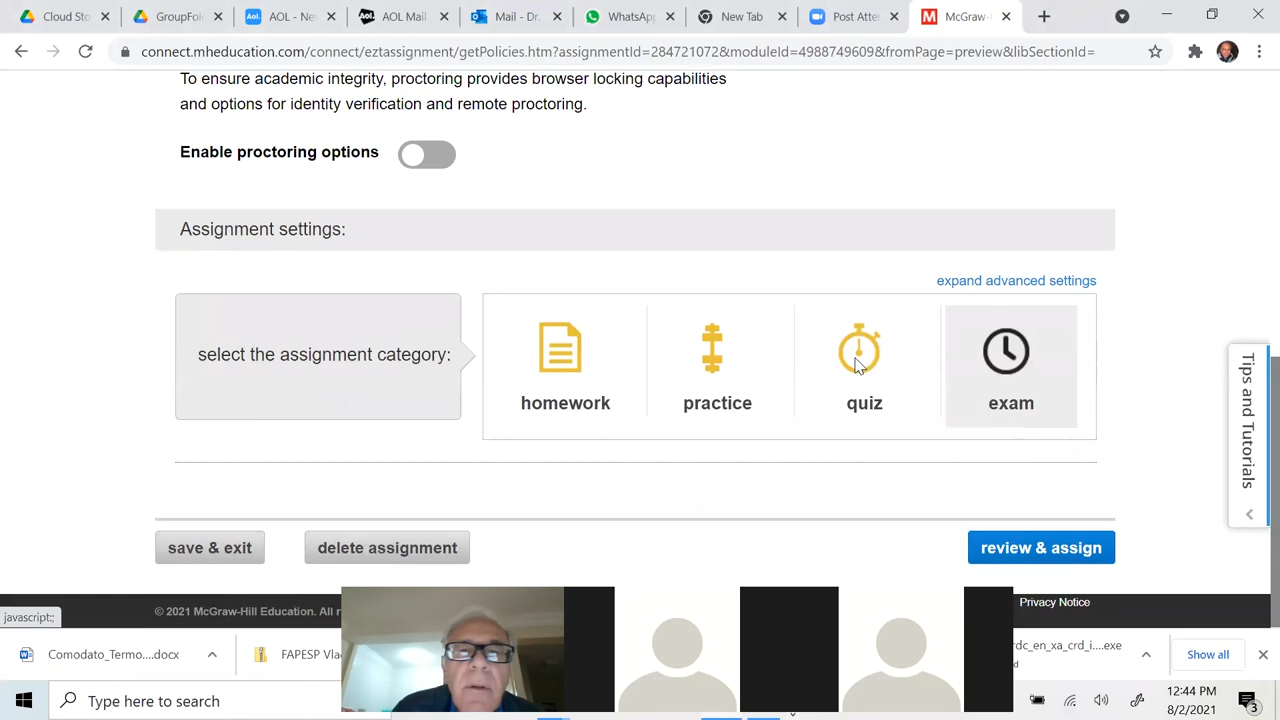 Cloud Sto
GroupFol
AOL - Ne
AOL Mail
Mail - Dr.
WhatsApp
New Tab
Post Atte
McGraw-
connect.mheducation.com/connect/eztassignment/getPolicies.htm?assignmentId=284721072&moduleId=4988749609&fromPage=preview&libSectionId=
To ensure academic integrity, proctoring provides browser locking capabilities
and options for identity verification and remote proctoring.
Enable proctoring options
Assignment settings:
expand advanced settings
select the assignment category:
homework
practice
quiz
exam
Tips and Tutorials
save & exit
delete assignment
review & assign
javascript:;
© 2021 McGraw-Hill Education. All r
Privacy Notice
Comodato_Termo....docx
FAPEST Vla
rdc_en_xa_crd_i....exe
Show all
Type here to search
12:44 PM
8/2/2021
3